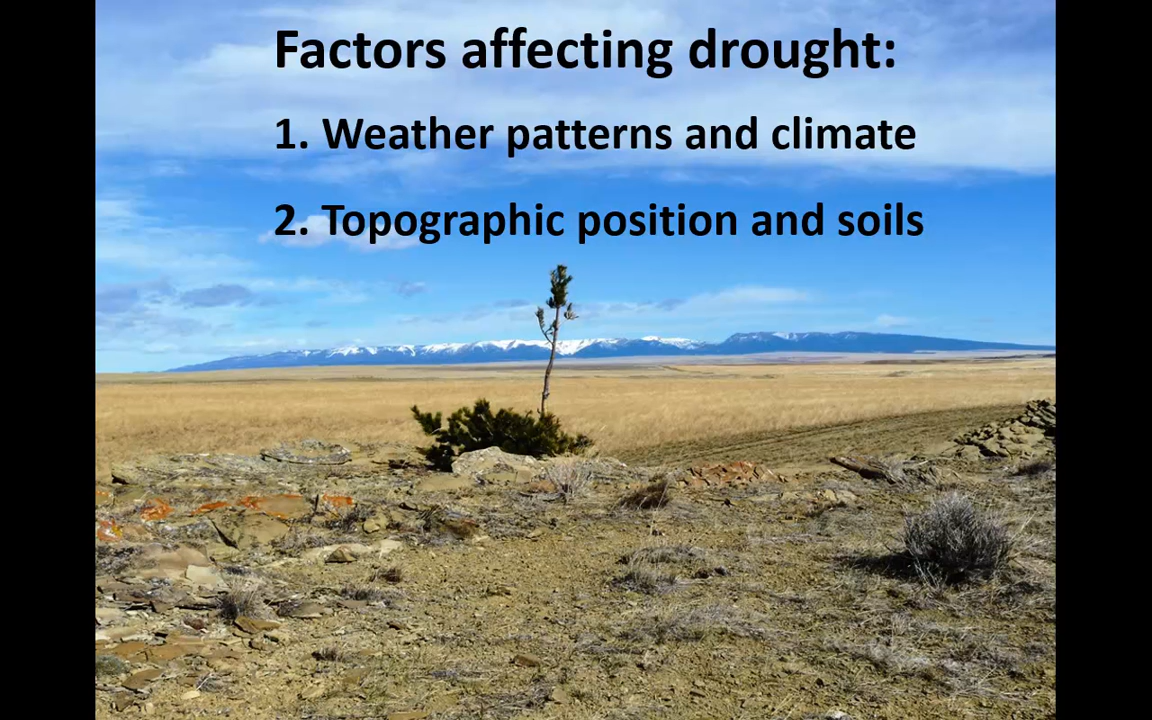 Factors affecting drought:
1. Weather patterns and climate
2. Topographic position and soils